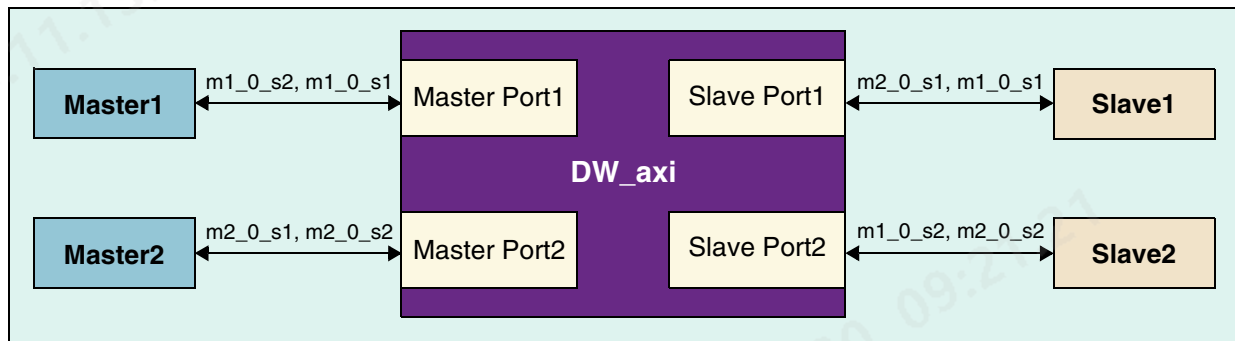 m1_0_s2, m1_0_s1
Master1
Master Port1
Slave Port1
m2_0_s1, m1_0_s1
Slave1
DW_axi
m2_0_s1, m2_0_s2
Master2
Master Port2
Slave Port2
m1_0_s2, m2_0_s2
Slave2